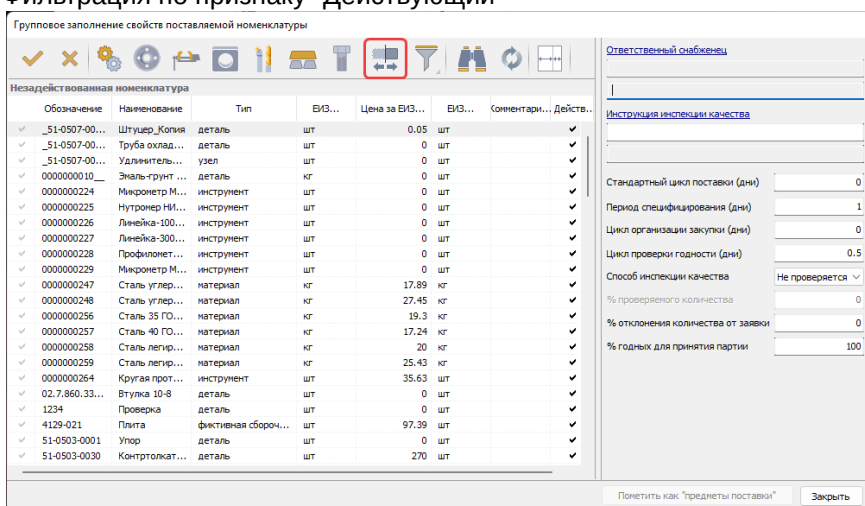 Фильтрация по признаку "Действующий"
Групповое заполнение свойств поставляемой номенклатуры
Незадействованная номенклатура
Обозначение Наименование Тип ЕИЗ... Цена за ЕИЗ... ЕИЗ... Комментари... Действ..
_51-0507-00... Штуцер_Копия деталь шт 0.05 шт
_51-0507-00... Труба охлад... деталь шт 0 шт
_51-0507-00... Удлинитель... узел шт 0 шт
0000000010__ Эмаль-грунт ... деталь кг 0 кг
0000000224 Микрометр М... инструмент шт 0 шт
0000000225 Нутромер НИ... инструмент шт 0 шт
0000000226 Линейка-100... инструмент шт 0 шт
0000000227 Линейка-300... инструмент шт 0 шт
0000000228 Профиломет... инструмент шт 0 шт
0000000229 Микрометр М... инструмент шт 0 шт
0000000247 Сталь углер... материал кг 17.89 кг
0000000248 Сталь углер... материал кг 27.45 кг
0000000256 Сталь 35 ГО... материал кг 19.3 кг
0000000257 Сталь 40 ГО... материал кг 17.24 кг
0000000258 Сталь легир... материал кг 20 кг
0000000259 Сталь легир... материал кг 25.43 кг
0000000264 Кругая прот... инструмент шт 35.63 шт
02.7.860.33... Втулка 10-8 деталь шт 0 шт
1234 Проверка деталь шт 0 шт
4129-021 Плита фиктивная сбороч... шт 97.39 шт
51-0503-0001 Упор деталь шт 0 шт
51-0503-0030 Контртолкат... деталь шт 270 шт
Ответственный снабженец
Инструкция инспекции качества
Стандартный цикл поставки (дни) 0
Период специфицирования (дни) 1
Цикл организации закупки (дни) 0
Цикл проверки годности (дни) 0.5
Способ инспекции качества Не проверяется
% проверяемого количества 0
% отклонения количества от заявки 0
% годных для принятия партии 100
Пометить как "предметы поставки" Закрыть